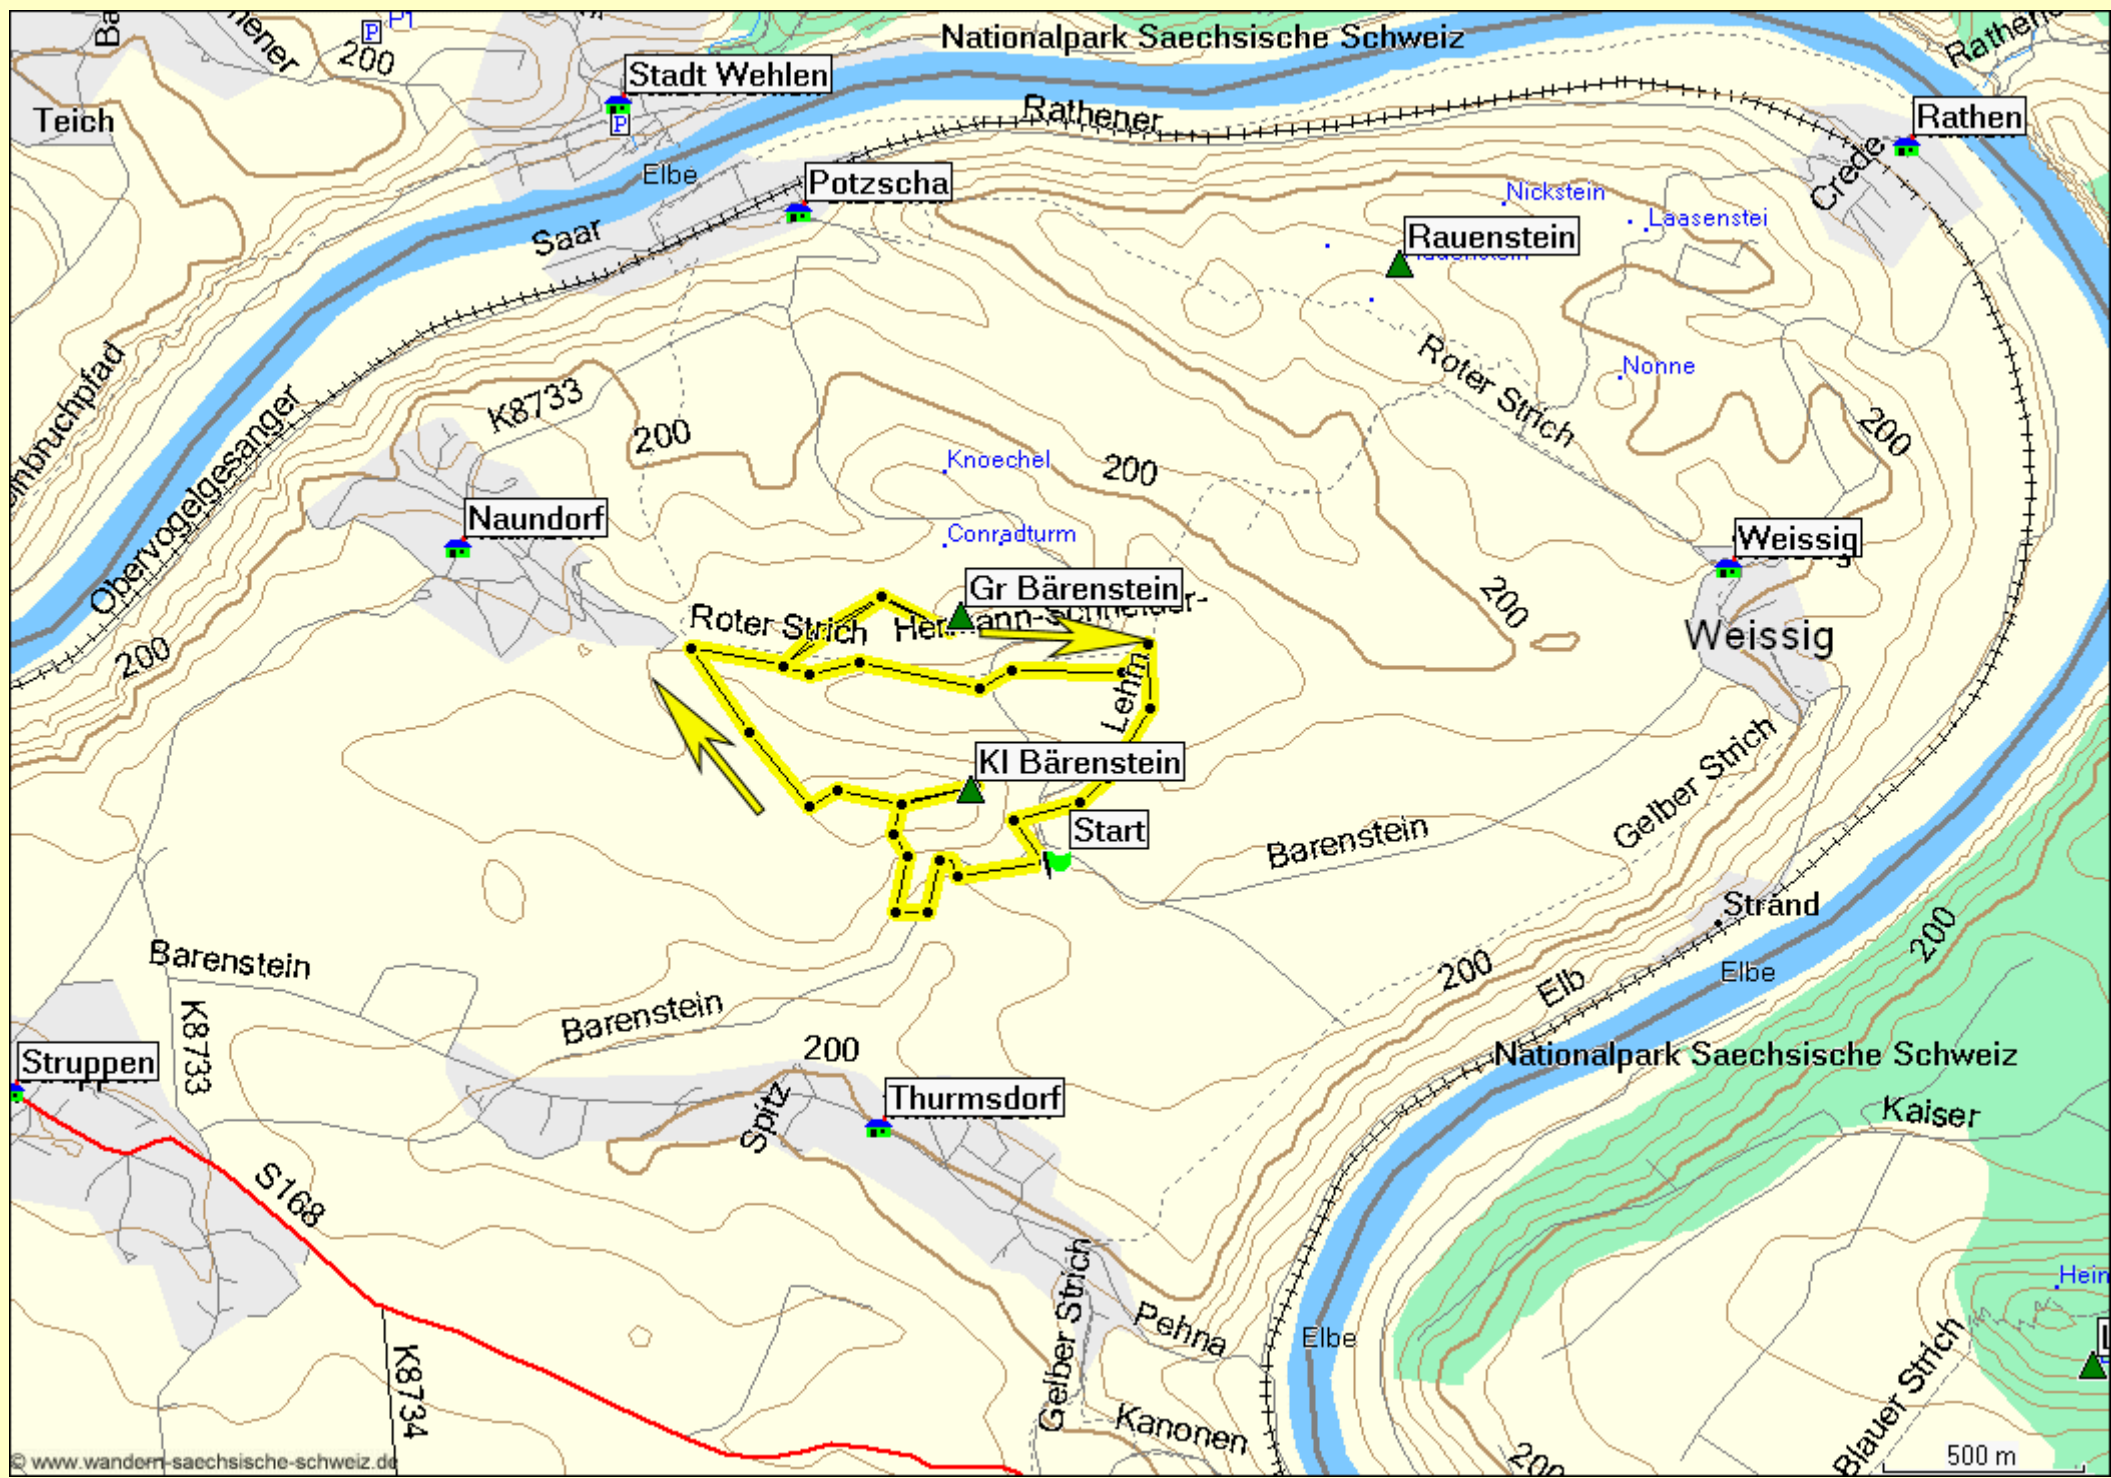 P
P1
200
Nationalpark Saechsische Schweiz
Stadt Wehlen
P
Teich
Rathener
Rathen
Crede
Elbe
Potzscha
Nickstein
Laasenstei
Saar
Rauenstein
Roter Strich
Nonne
K8733
200
200
200
Knoechel
Obervogelgesanger
Naundorf
Conradturm
Weissig
Gr Bärenstein
200
Roter Strich
Weissig
200
Lehm
Kl Bärenstein
Gelber Strich
Start
Barenstein
Strand
200
Barenstein
200
Elbe
Elb
Barenstein
K8733
200
Nationalpark Saechsische Schweiz
Struppen
Thurmsdorf
Spitz
Kaiser
S168
Hein
Gelber Strich
Pehna
Elbe
K8734
Blauer Strich
Kanonen
200
500 m
© www.wandern-saechsische-schweiz.de